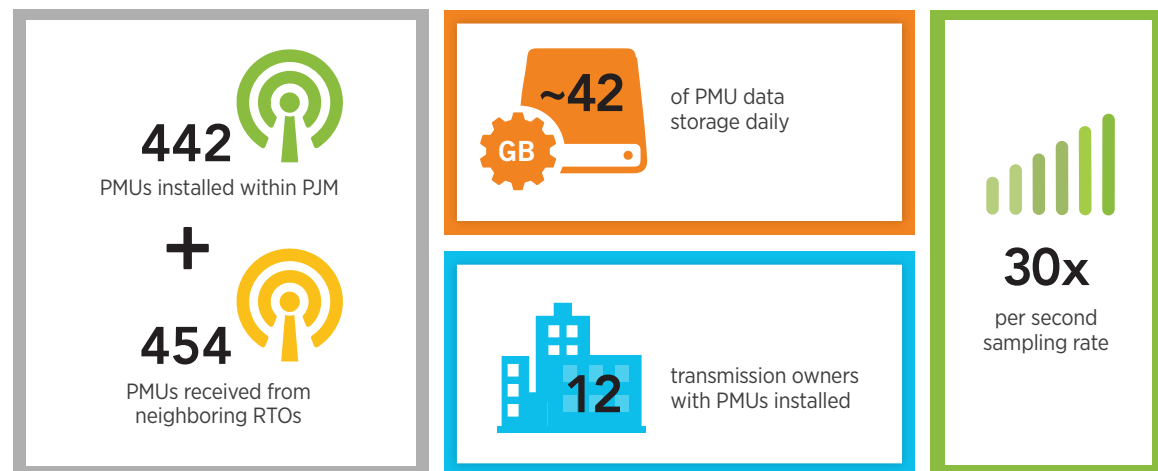 442
PMUs installed within PJM
+
454
PMUs received from
neighboring RTOs
~42
GB
of PMU data
storage daily
12
transmission owners
with PMUs installed
30x
per second
sampling rate